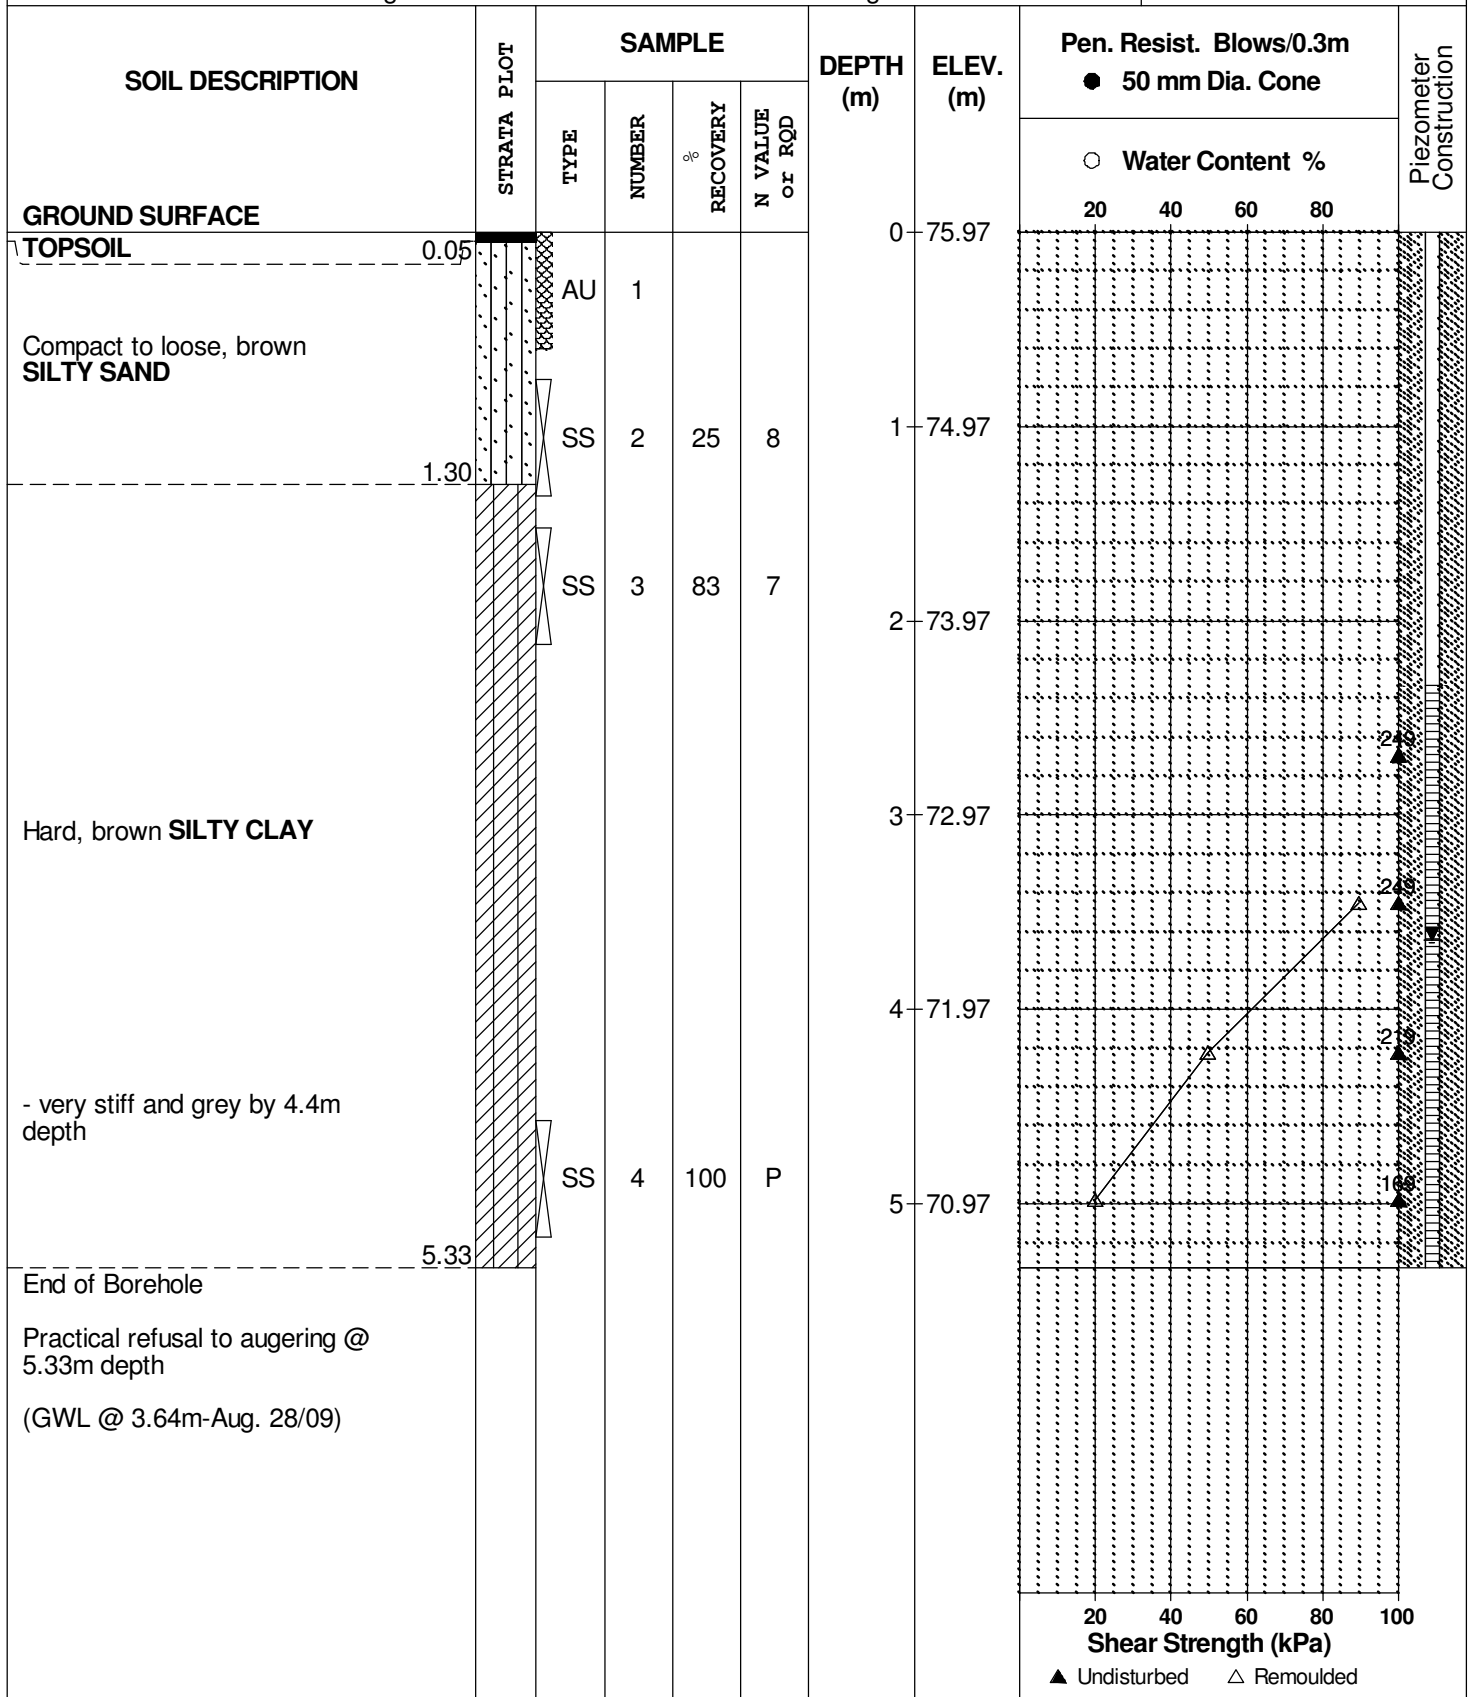 SOIL DESCRIPTION
STRATA PLOT
SAMPLE
TYPE
NUMBER
% RECOVERY
N VALUE or RQD
DEPTH (m)
ELEV. (m)
Pen. Resist. Blows/0.3m
● 50 mm Dia. Cone
○ Water Content %
Piezometer Construction
20 40 60 80
GROUND SURFACE
0 75.97
TOPSOIL 0.05
AU 1
Compact to loose, brown
SILTY SAND
1 74.97
SS 2 25 8
1.30
SS 3 83 7
2 73.97
249
3 72.97
Hard, brown SILTY CLAY
249
4 71.97
219
- very stiff and grey by 4.4m
depth
SS 4 100 P
5 70.97
5.33
End of Borehole
Practical refusal to augering @
5.33m depth
(GWL @ 3.64m-Aug. 28/09)
20 40 60 80 100
Shear Strength (kPa)
▲ Undisturbed △ Remoulded